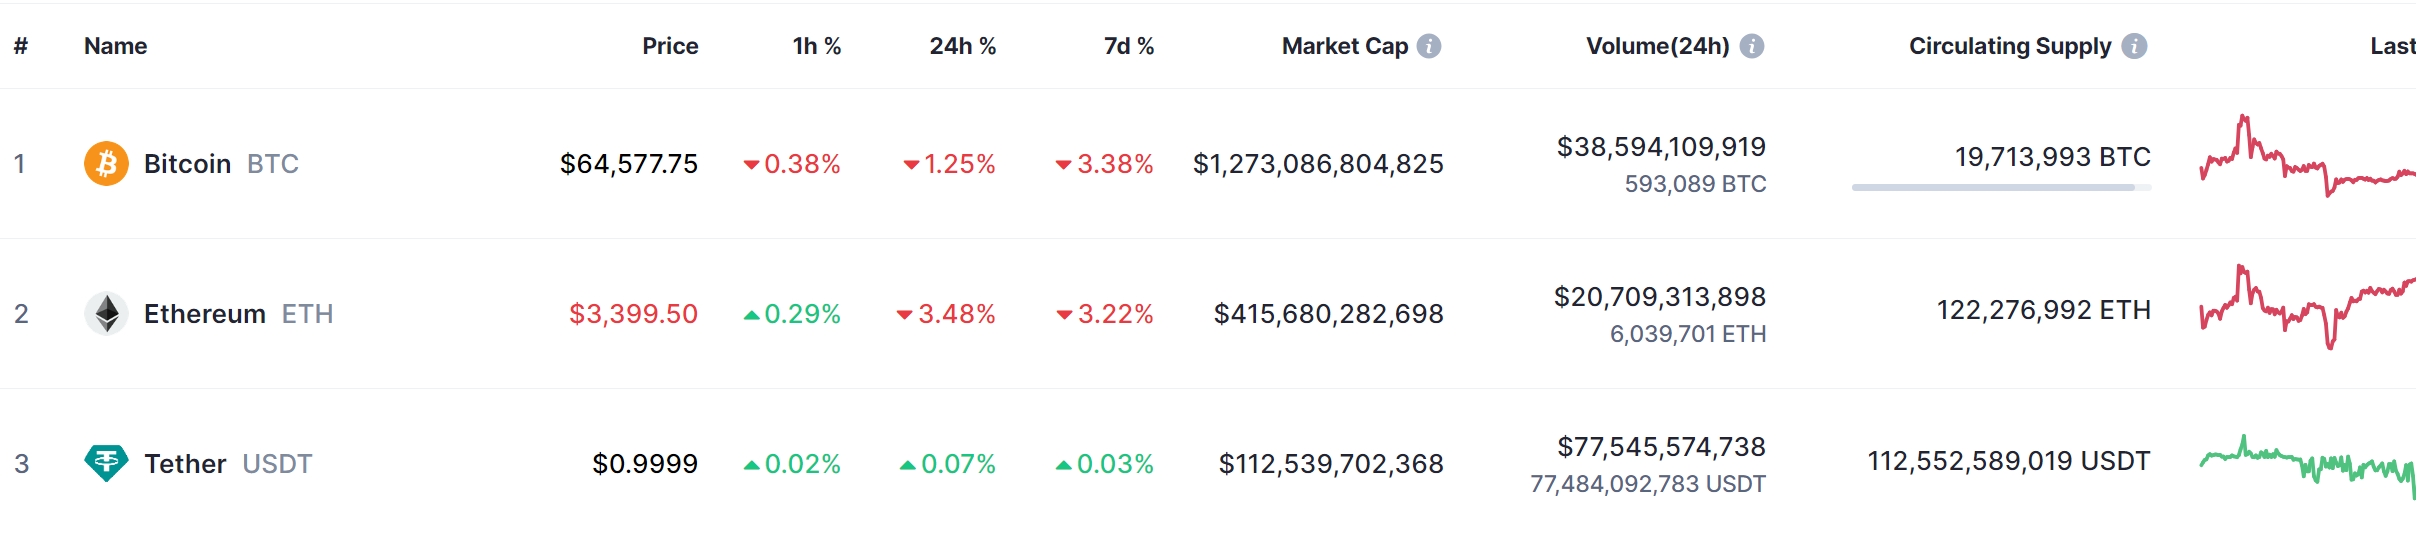 # Name Price 1h % 24h % 7d % Market Cap Volume(24h) Circulating Supply Last
1 Bitcoin BTC $64,577.75 0.38% 1.25% 3.38% $1,273,086,804,825 $38,594,109,919 19,713,993 BTC
593,089 BTC
2 Ethereum ETH $3,399.50 0.29% 3.48% 3.22% $415,680,282,698 $20,709,313,898 122,276,992 ETH
6,039,701 ETH
3 Tether USDT $0.9999 0.02% 0.07% 0.03% $112,539,702,368 $77,545,574,738 112,552,589,019 USDT
77,484,092,783 USDT